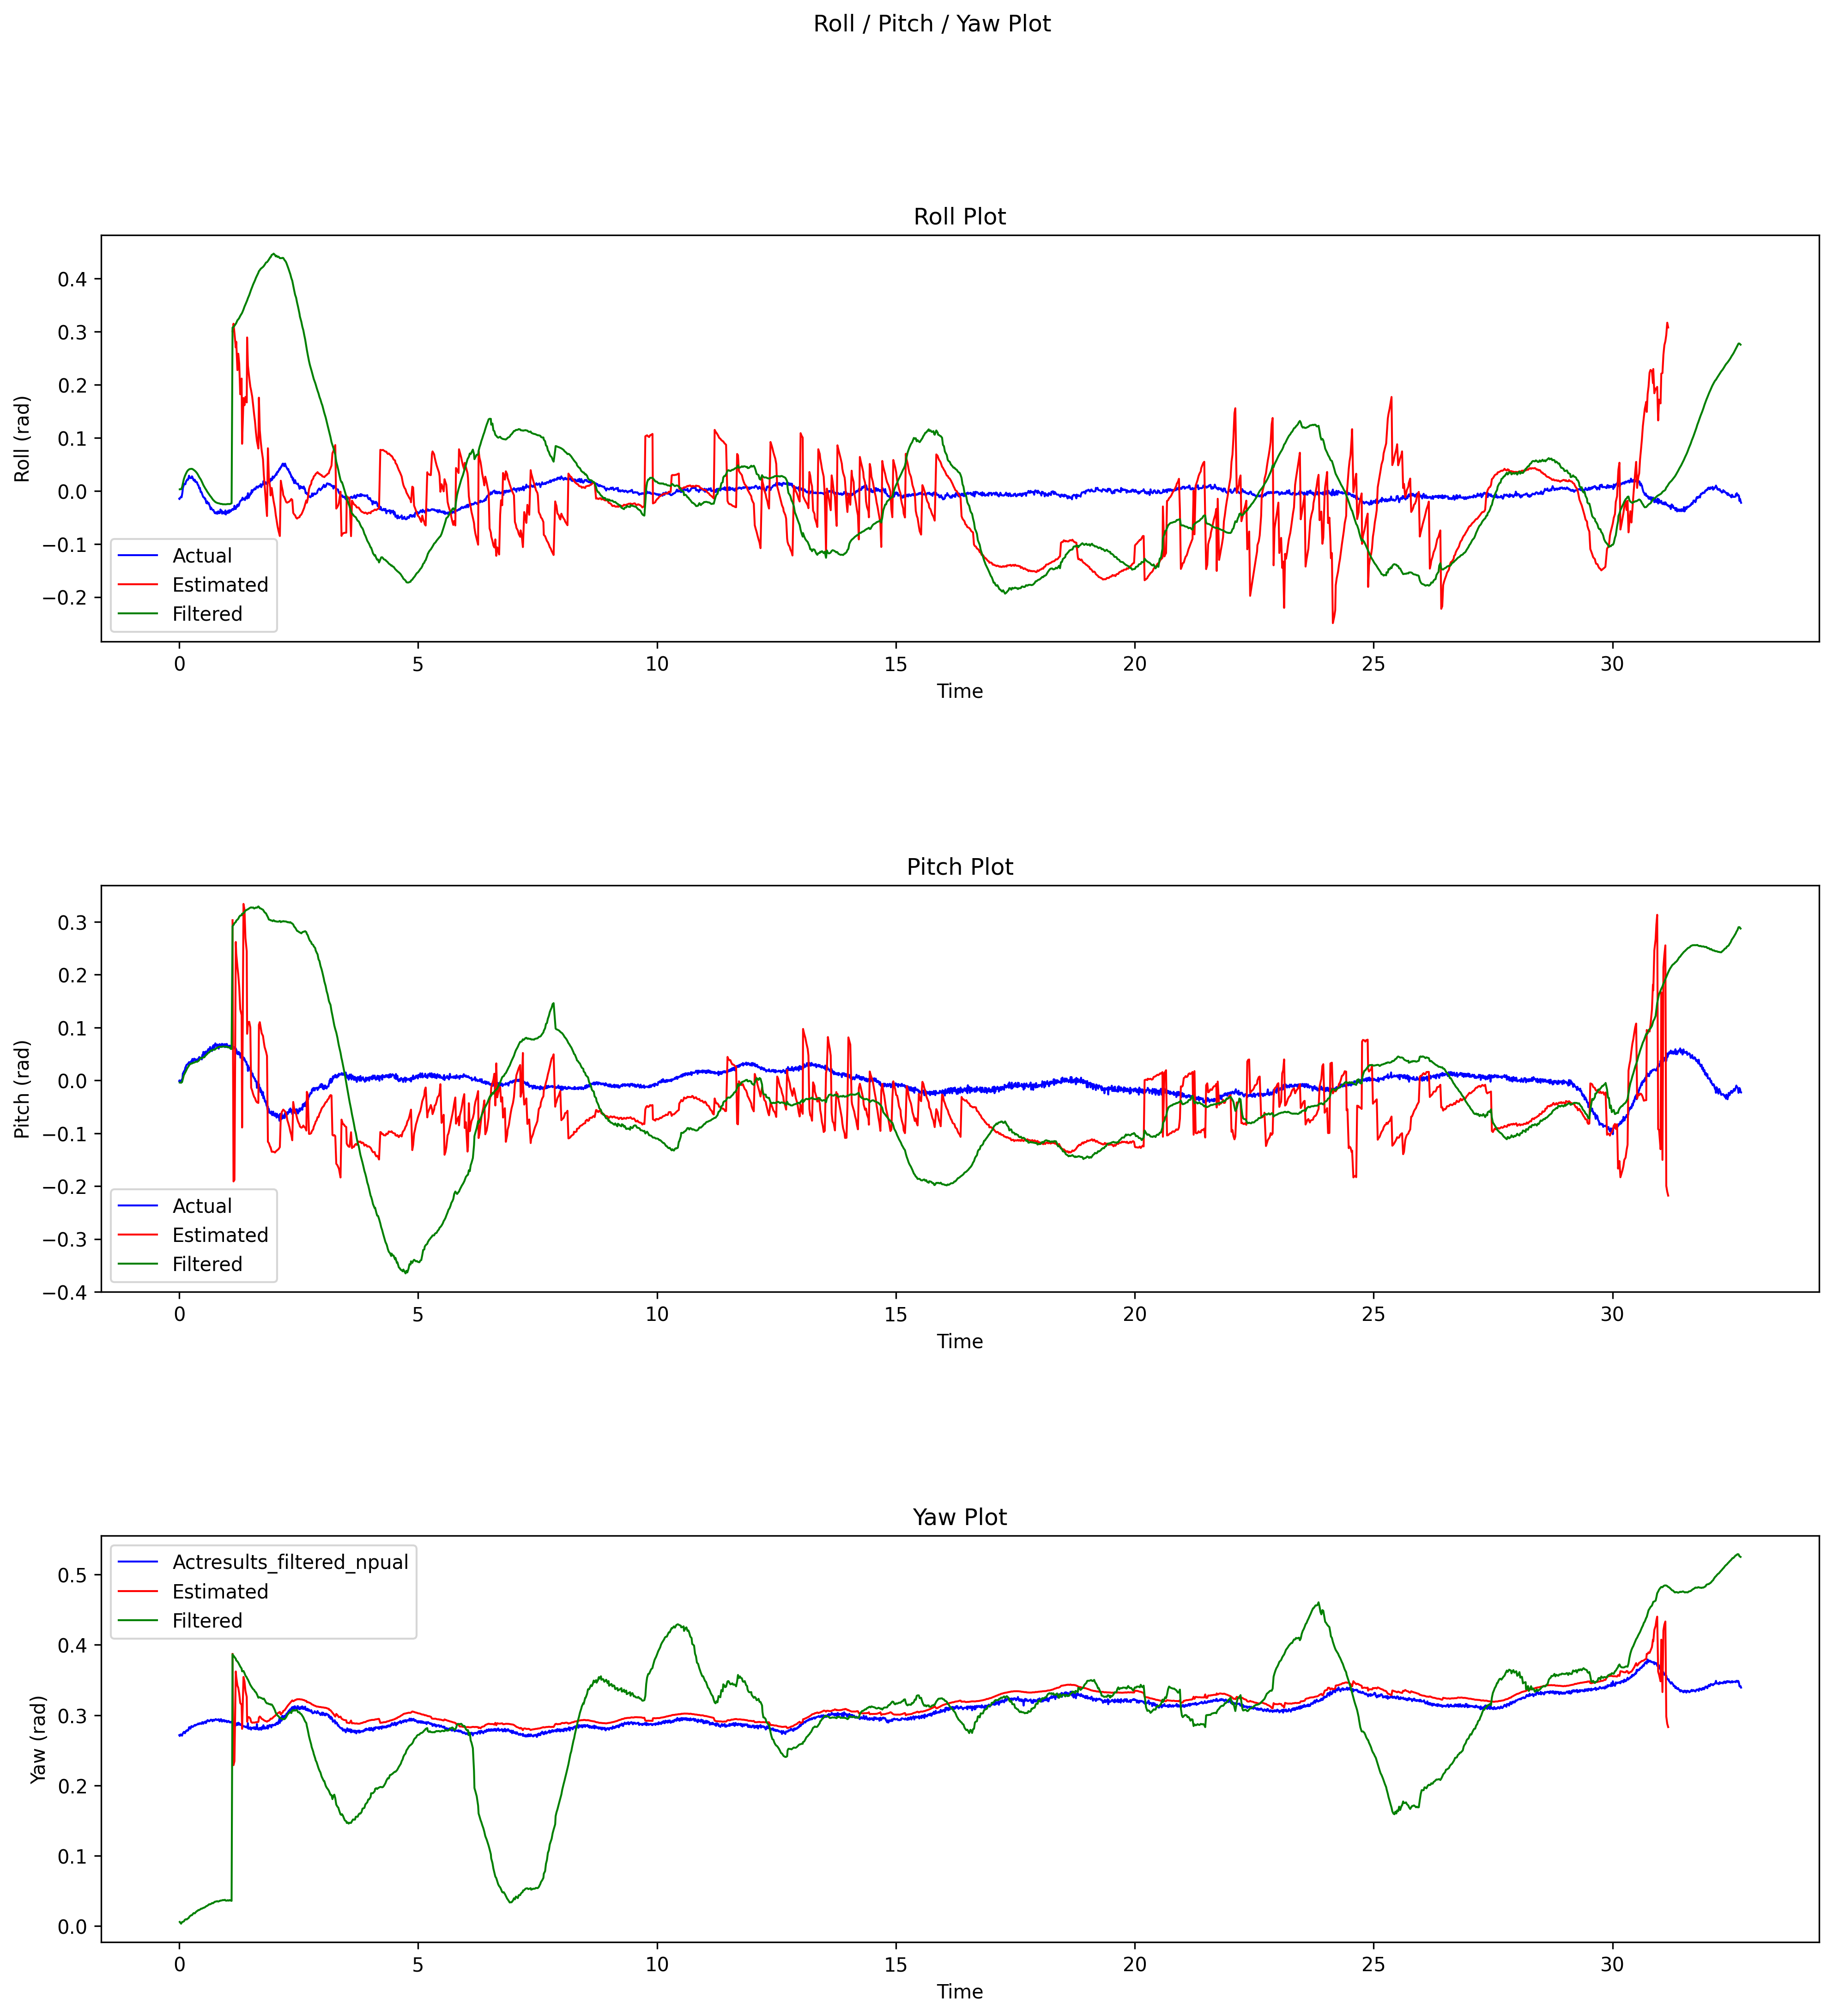 Roll / Pitch / Yaw Plot
Roll Plot
Roll (rad)
0.4
0.3
0.2
0.1
0.0
−0.1
−0.2
Actual
Estimated
Filtered
0 5 10 15 20 25 30
Time
Pitch Plot
Pitch (rad)
0.3
0.2
0.1
0.0
−0.1
−0.2
−0.3
−0.4
Actual
Estimated
Filtered
0 5 10 15 20 25 30
Time
Yaw Plot
Yaw (rad)
0.5
0.4
0.3
0.2
0.1
0.0
Actresults_filtered_npual
Estimated
Filtered
0 5 10 15 20 25 30
Time